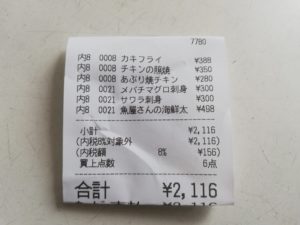 7780
内8 0008 カキフライ ¥388
内8 0008 チキンの照焼 ¥350
内8 0008 あぶり焼チキン ¥280
内8 0021 メバチマグロ刺身 ¥300
内8 0021 サワラ刺身 ¥300
内8 0021 魚屋さんの海鮮太 ¥498
小計 ¥2,116
(内税8%対象外 ¥2,116)
(内税額 8% ¥156)
買上点数 6点
合計 ¥2,116